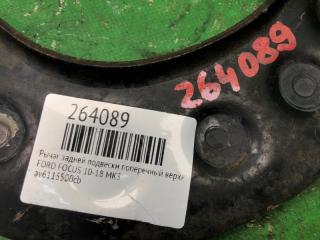 264089
264089
Рычаг задней подвески поперечный верхн
FORD FOCUS 10-18 MK3
av6115500cb